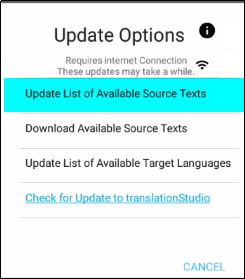 Update Options
Requires internet Connection
These updates may take a while.
Update List of Available Source Texts
Download Available Source Texts
Update List of Available Target Languages
Check for Update to translationStudio
CANCEL